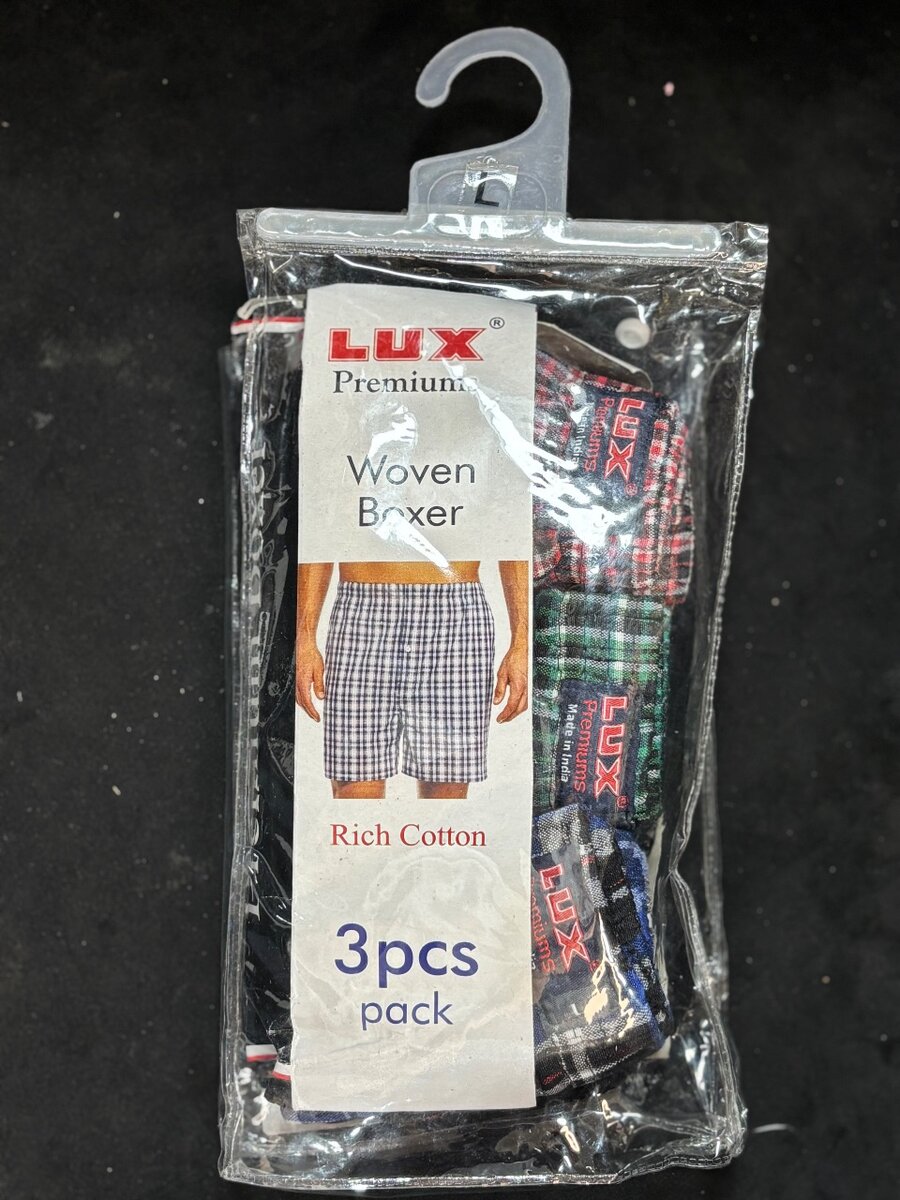 L
LUX®
Premiums
Woven
Boxer
Rich Cotton
3pcs
pack
LUX®
Premiums
Made in India
LUX®
Premiums
Made in India
LUX®
Premiums